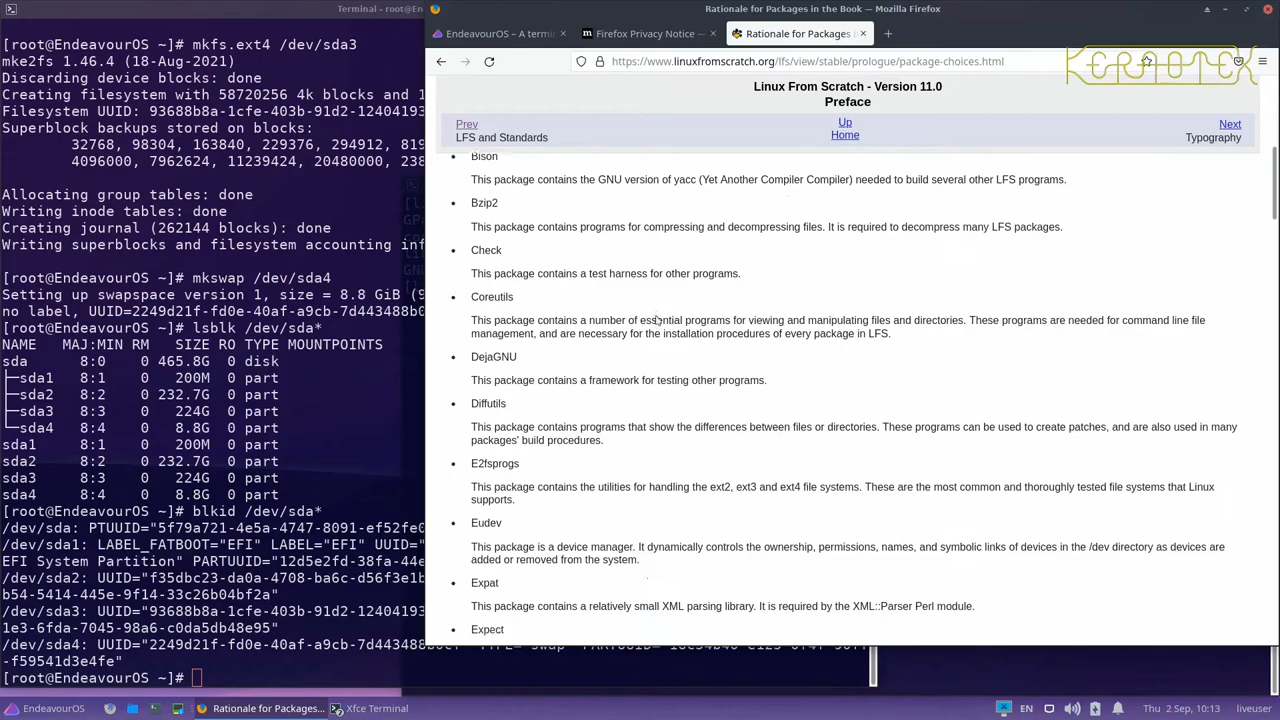 Terminal - root@En
Rationale for Packages in the Book — Mozilla Firefox
EndeavourOS – A termi
Firefox Privacy Notice —
Rationale for Packages i
https://www.linuxfromscratch.org/lfs/view/stable/prologue/package-choices.html
KERNOTEX
[root@EndeavourOS ~]# mkfs.ext4 /dev/sda3
mke2fs 1.46.4 (18-Aug-2021)
Discarding device blocks: done
Creating filesystem with 58720256 4k blocks and 1
Filesystem UUID: 93688b8a-1cfe-403b-91d2-12404193
Superblock backups stored on blocks:
32768, 98304, 163840, 229376, 294912, 819
4096000, 7962624, 11239424, 20480000, 238
Allocating group tables: done
Writing inode tables: done
Creating journal (262144 blocks): done
Writing superblocks and filesystem accounting inf
[root@EndeavourOS ~]# mkswap /dev/sda4
Setting up swapspace version 1, size = 8.8 GiB (9
no label, UUID=2249d21f-fd0e-40af-a9cb-7d443488b0
[root@EndeavourOS ~]# lsblk /dev/sda*
NAME MAJ:MIN RM SIZE RO TYPE MOUNTPOINTS
sda 8:0 0 465.8G 0 disk
├─sda1 8:1 0 200M 0 part
├─sda2 8:2 0 232.7G 0 part
├─sda3 8:3 0 224G 0 part
└─sda4 8:4 0 8.8G 0 part
sda1 8:1 0 200M 0 part
sda2 8:2 0 232.7G 0 part
sda3 8:3 0 224G 0 part
sda4 8:4 0 8.8G 0 part
[root@EndeavourOS ~]# blkid /dev/sda*
/dev/sda: PTUUID="5f79a721-4e5a-4747-8091-ef52fe0
/dev/sda1: LABEL_FATBOOT="EFI" LABEL="EFI" UUID="
EFI System Partition" PARTUUID="12d5e2fd-38fa-44e
/dev/sda2: UUID="f35dbc23-da0a-4708-ba6c-d56f3e1b
b54-5414-445e-9f14-33c26b04bf2a"
/dev/sda3: UUID="93688b8a-1cfe-403b-91d2-12404193
1e3-6fda-7045-98a6-c0da5db48e95"
/dev/sda4: UUID="2249d21f-fd0e-40af-a9cb-7d443488
-f59541d3e4fe"
[root@EndeavourOS ~]#
Linux From Scratch - Version 11.0
Preface
Prev
Up
Next
LFS and Standards
Home
Typography
Bison
This package contains the GNU version of yacc (Yet Another Compiler Compiler) needed to build several other LFS programs.
Bzip2
This package contains programs for compressing and decompressing files. It is required to decompress many LFS packages.
Check
This package contains a test harness for other programs.
Coreutils
This package contains a number of essential programs for viewing and manipulating files and directories. These programs are needed for command line file
management, and are necessary for the installation procedures of every package in LFS.
DejaGNU
This package contains a framework for testing other programs.
Diffutils
This package contains programs that show the differences between files or directories. These programs can be used to create patches, and are also used in many
packages' build procedures.
E2fsprogs
This package contains the utilities for handling the ext2, ext3 and ext4 file systems. These are the most common and thoroughly tested file systems that Linux
supports.
Eudev
This package is a device manager. It dynamically controls the ownership, permissions, names, and symbolic links of devices in the /dev directory as devices are
added or removed from the system.
Expat
This package contains a relatively small XML parsing library. It is required by the XML::Parser Perl module.
Expect
EndeavourOS
Rationale for Packages...
Xfce Terminal
EN
Thu 2 Sep, 10:13
liveuser